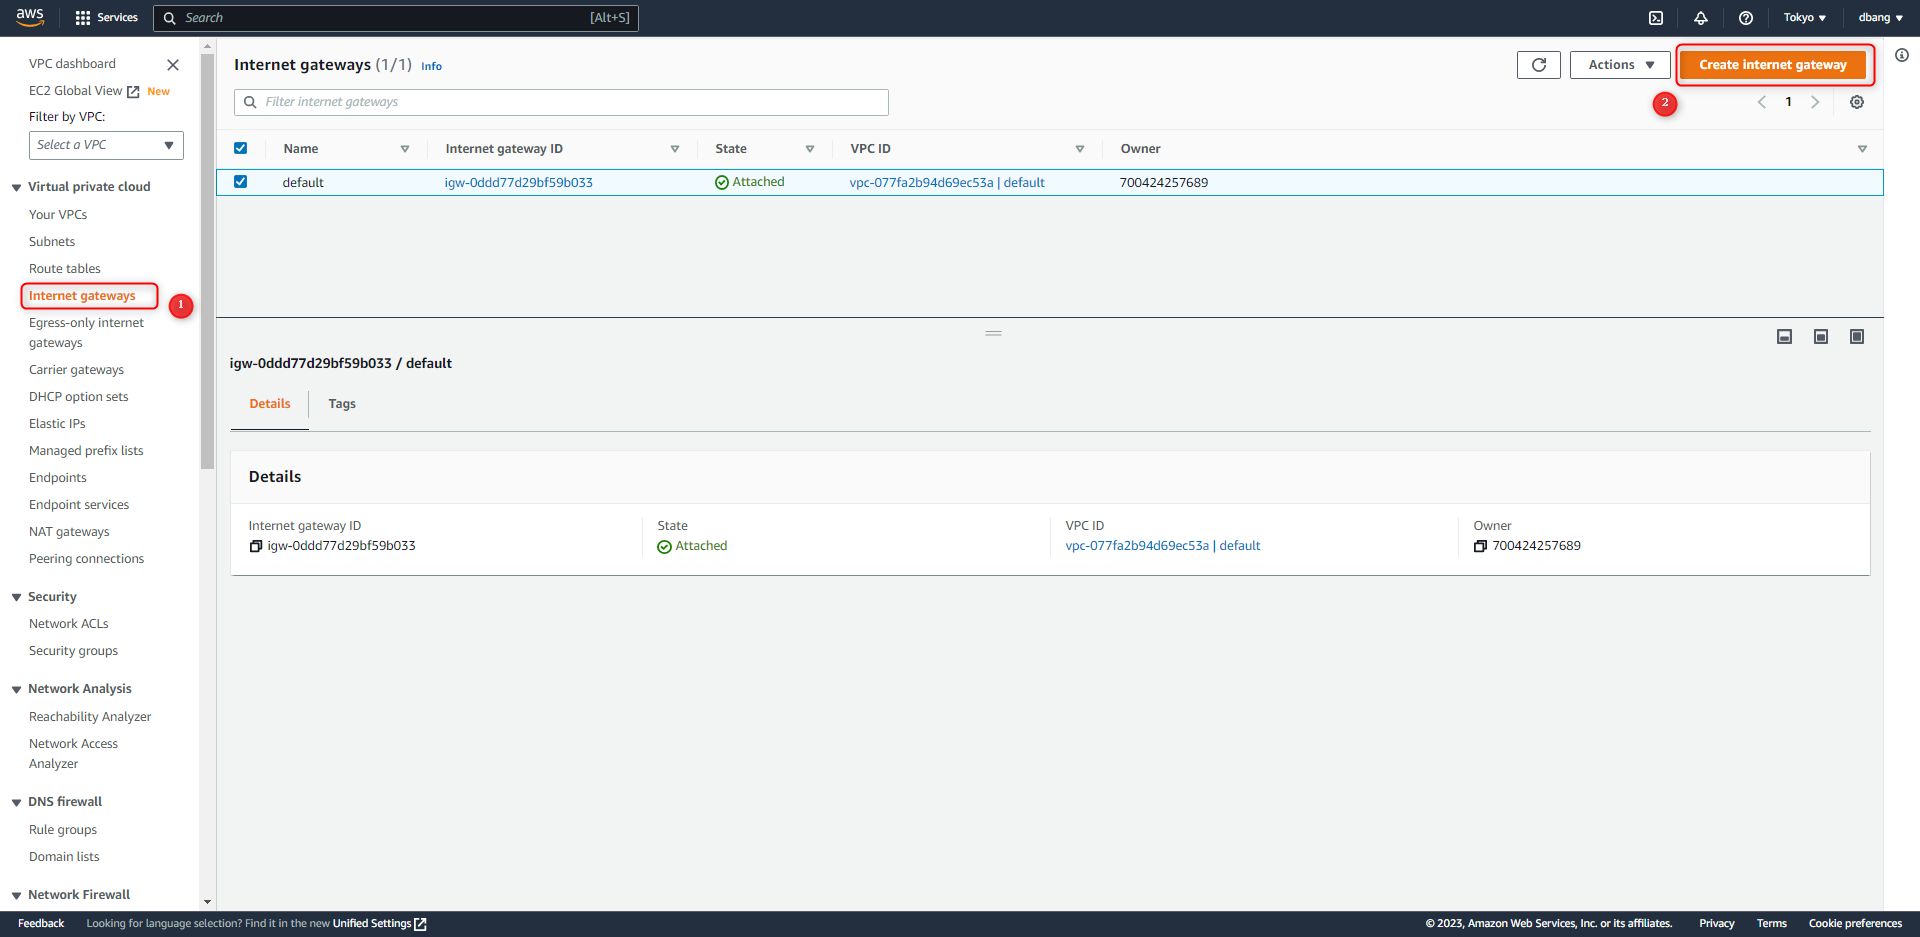 aws
Services
Search
[Alt+S]
Tokyo
dbang
VPC dashboard
EC2 Global View
New
Filter by VPC:
Select a VPC
Virtual private cloud
Your VPCs
Subnets
Route tables
Internet gateways
1
Egress-only internet
gateways
Carrier gateways
DHCP option sets
Elastic IPs
Managed prefix lists
Endpoints
Endpoint services
NAT gateways
Peering connections
Security
Network ACLs
Security groups
Network Analysis
Reachability Analyzer
Network Access
Analyzer
DNS firewall
Rule groups
Domain lists
Network Firewall
Internet gateways (1/1) Info
Actions
Create internet gateway
Filter internet gateways
2
1
Name Internet gateway ID State VPC ID Owner
default igw-0ddd77d29bf59b033 Attached vpc-077fa2b94d69ec53a | default 700424257689
igw-0ddd77d29bf59b033 / default
Details Tags
Details
Internet gateway ID State VPC ID Owner
igw-0ddd77d29bf59b033 Attached vpc-077fa2b94d69ec53a | default 700424257689
Feedback Looking for language selection? Find it in the new Unified Settings © 2023, Amazon Web Services, Inc. or its affiliates. Privacy Terms Cookie preferences